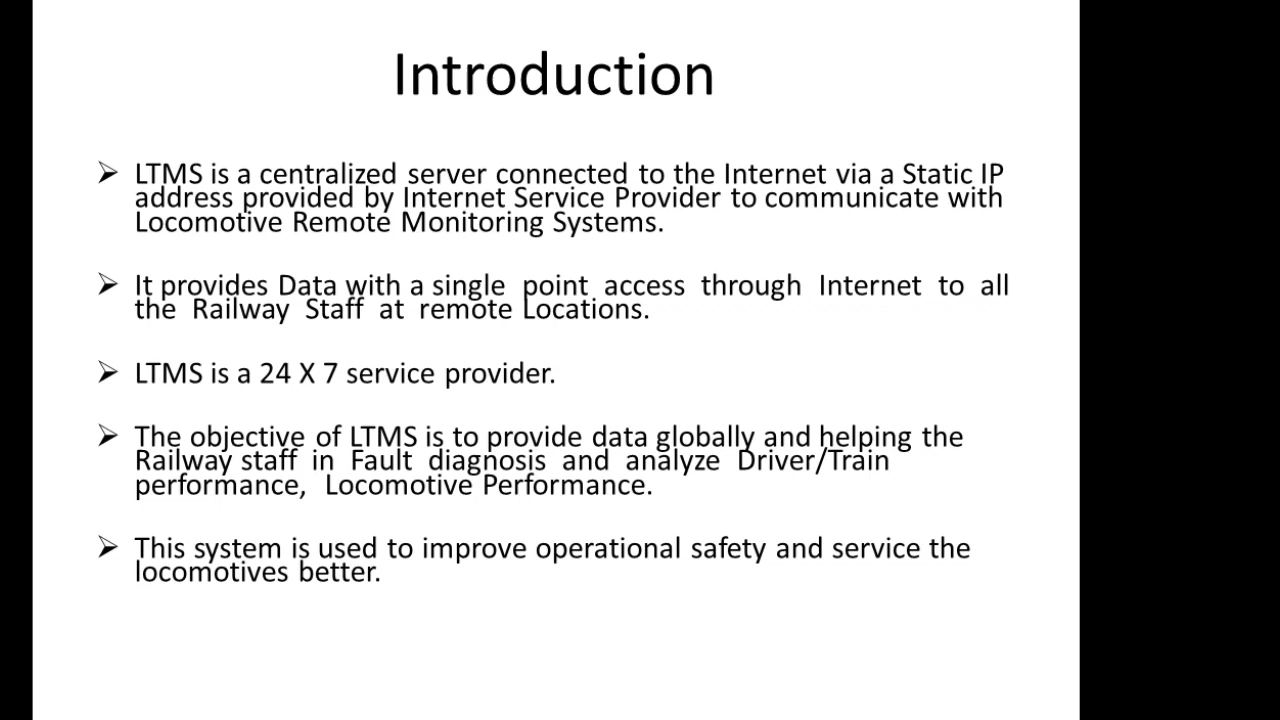 Introduction
➢ LTMS is a centralized server connected to the Internet via a Static IP
address provided by Internet Service Provider to communicate with
Locomotive Remote Monitoring Systems.
➢ It provides Data with a single point access through Internet to all
the Railway Staff at remote Locations.
➢ LTMS is a 24 X 7 service provider.
➢ The objective of LTMS is to provide data globally and helping the
Railway staff in Fault diagnosis and analyze Driver/Train
performance, Locomotive Performance.
➢ This system is used to improve operational safety and service the
locomotives better.